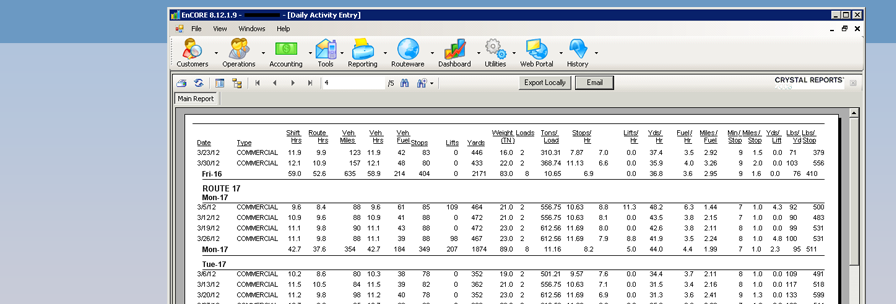 EnCORE 8.12.1.9 - - [Daily Activity Entry]
File View Windows Help
Customers Operations Accounting Tools Reporting Routeware Dashboard Utilities Web Portal History
4 /5 Export Locally Email CRYSTAL REPORTS
Main Report
Shift Route Veh Veh Veh Weight Loads Tons/ Stops/ Lifts/ Yds/ Fuel/ Miles/ Min/ Miles/ Yds/ Lbs/ Lbs/
Date Type Hrs Hrs Miles Hrs Fuel Stops Lifts Yards (TN) Load Hr Hr Hr Hr Fuel Stop Stop Lift Yd Stop
3/23/12 COMMERCIAL 11.9 9.9 123 11.9 42 83 0 446 16.0 2 310.31 7.87 7.0 0.0 37.4 3.5 2.92 9 1.5 0.0 71 379
3/30/12 COMMERCIAL 12.1 10.9 157 12.1 48 80 0 433 22.0 2 368.74 11.13 6.6 0.0 35.9 4.0 3.26 9 2.0 0.0 103 556
Fri-16 59.0 52.6 635 58.9 214 404 0 2171 83.0 8 10.65 6.9 0.0 36.8 3.6 2.95 9 1.6 0.0 76 410
ROUTE 17
Mon-17
3/5/12 COMMERCIAL 9.6 8.4 88 9.6 61 85 109 464 21.0 2 556.75 10.63 8.8 11.3 48.2 6.3 1.44 7 1.0 4.3 92 500
3/12/12 COMMERCIAL 10.9 9.6 88 10.9 41 88 0 472 21.0 2 556.75 10.63 8.1 0.0 43.5 3.8 2.15 7 1.0 0.0 90 483
3/19/12 COMMERCIAL 11.1 9.8 90 11.1 43 88 0 472 23.0 2 612.56 11.69 8.0 0.0 42.6 3.8 2.11 8 1.0 0.0 99 531
3/26/12 COMMERCIAL 11.1 9.8 88 11.1 39 88 98 467 23.0 2 612.56 11.69 7.9 8.8 41.9 3.5 2.24 8 1.0 4.8 100 531
Mon-17 42.7 37.6 354 42.7 184 349 207 1874 89.0 8 11.16 8.2 5.0 44.0 4.4 1.99 7 1.0 2.3 95 511
Tue-17
3/6/12 COMMERCIAL 10.2 8.6 80 10.3 38 78 0 352 19.0 2 501.21 9.57 7.6 0.0 34.4 3.7 2.11 8 1.0 0.0 109 491
3/13/12 COMMERCIAL 11.5 10.5 84 11.5 39 82 0 362 21.0 2 556.75 10.63 7.1 0.0 31.5 3.4 2.16 8 1.0 0.0 117 518
3/20/12 COMMERCIAL 11.2 9.8 98 11.2 40 78 0 352 23.0 2 612.56 11.69 6.9 0.0 31.3 3.6 2.41 9 1.3 0.0 133 599